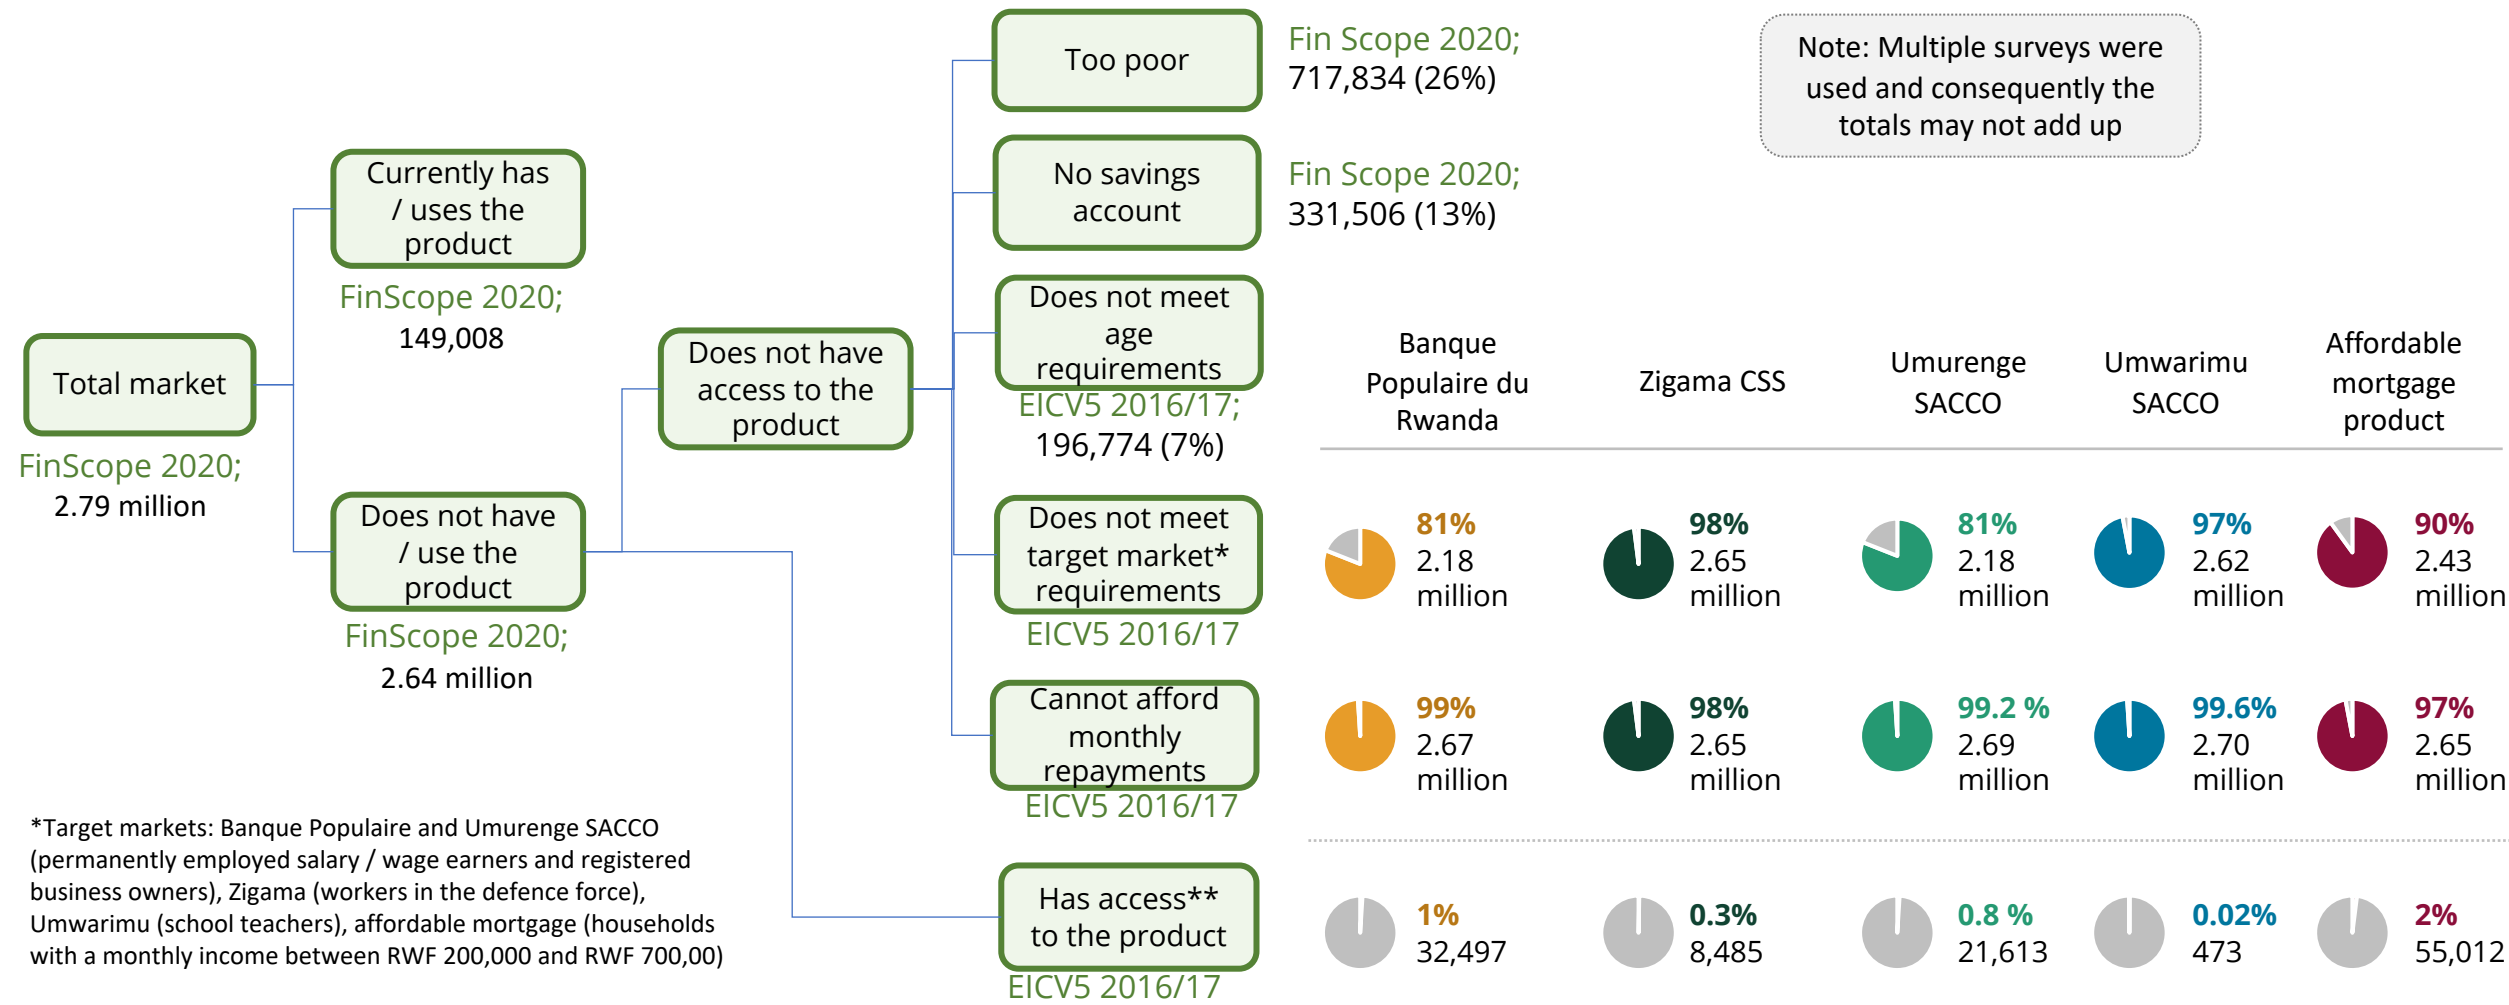 Too poor
Fin Scope 2020;
717,834 (26%)
Note: Multiple surveys were
used and consequently the
totals may not add up
Currently has
/ uses the
product
FinScope 2020;
149,008
No savings
account
Fin Scope 2020;
331,506 (13%)
Does not meet
age
requirements
EICV5 2016/17;
196,774 (7%)
Total market
FinScope 2020;
2.79 million
Does not have
access to the
product
Does not have
/ use the
product
FinScope 2020;
2.64 million
Banque
Populaire du
Rwanda
Zigama CSS
Umurenge
SACCO
Umwarimu
SACCO
Affordable
mortgage
product
Does not meet
target market*
requirements
EICV5 2016/17
81%
2.18
million
98%
2.65
million
81%
2.18
million
97%
2.62
million
90%
2.43
million
Cannot afford
monthly
repayments
EICV5 2016/17
99%
2.67
million
98%
2.65
million
99.2 %
2.69
million
99.6%
2.70
million
97%
2.65
million
Has access**
to the product
EICV5 2016/17
1%
32,497
0.3%
8,485
0.8 %
21,613
0.02%
473
2%
55,012
*Target markets: Banque Populaire and Umurenge SACCO
(permanently employed salary / wage earners and registered
business owners), Zigama (workers in the defence force),
Umwarimu (school teachers), affordable mortgage (households
with a monthly income between RWF 200,000 and RWF 700,00)